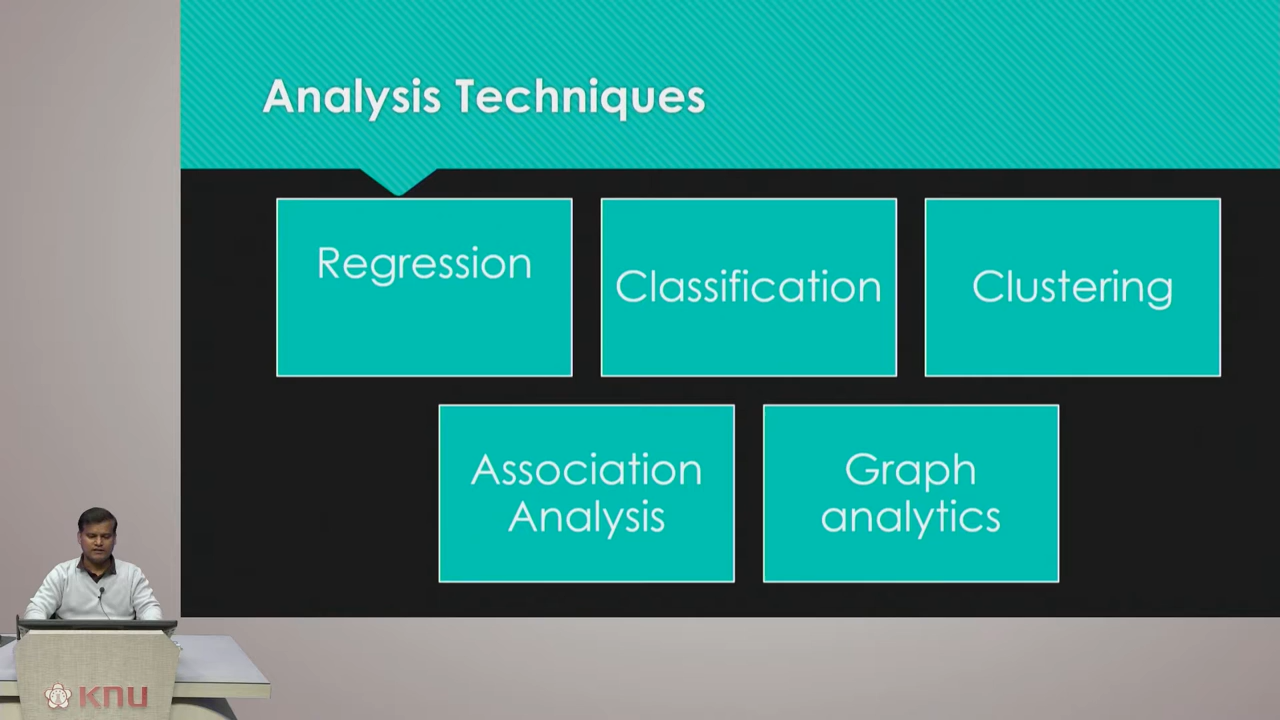 Analysis Techniques
Regression
Classification
Clustering
Association
Analysis
Graph
analytics
KNU